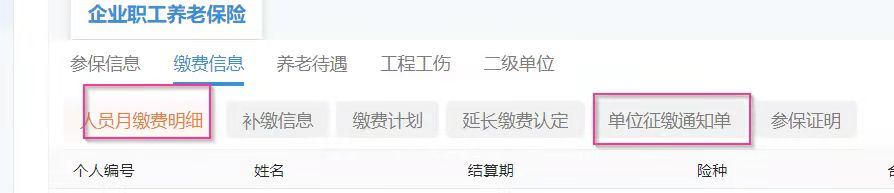 企业职工养老保险
参保信息 缴费信息 养老待遇 工程工伤 二级单位
人员月缴费明细 补缴信息 缴费计划 延长缴费认定 单位征缴通知单 参保证明
个人编号 姓名 结算期 险种